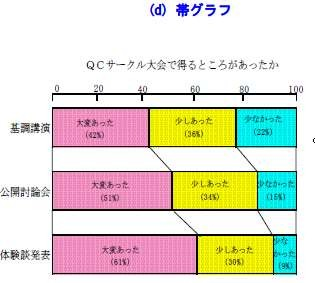 (d) 帯グラフ
QCサークル大会で得るところがあったか
0 20 40 60 80 100
基調講演
大変あった
(42%)
少しあった
(36%)
少なかった
(22%)
公開討論会
大変あった
(51%)
少しあった
(34%)
少なかった
(15%)
体験談発表
大変あった
(61%)
少しあった
(30%)
少な
かった
(9%)